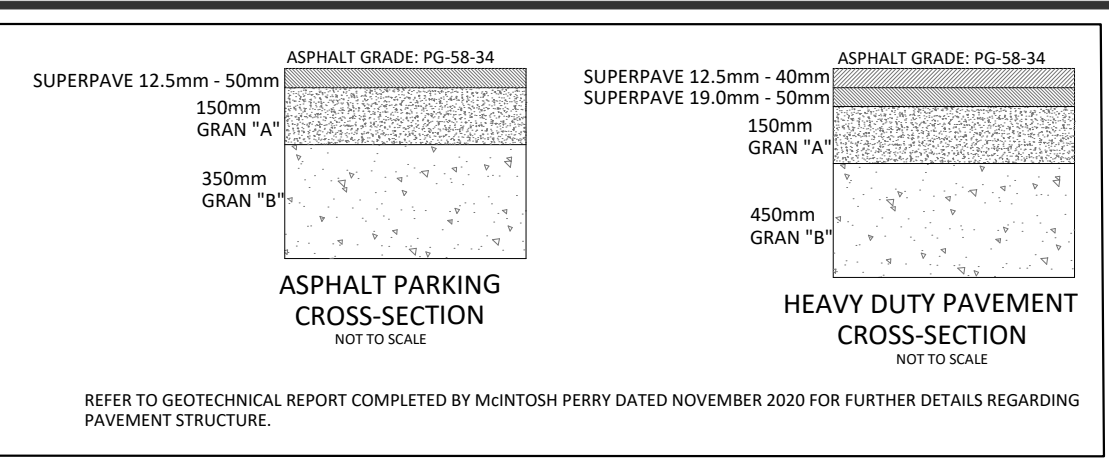 ASPHALT GRADE: PG-58-34
SUPERPAVE 12.5mm - 50mm
150mm
GRAN "A"
350mm
GRAN "B"
ASPHALT PARKING
CROSS-SECTION
NOT TO SCALE
ASPHALT GRADE: PG-58-34
SUPERPAVE 12.5mm - 40mm
SUPERPAVE 19.0mm - 50mm
150mm
GRAN "A"
450mm
GRAN "B"
HEAVY DUTY PAVEMENT
CROSS-SECTION
NOT TO SCALE
REFER TO GEOTECHNICAL REPORT COMPLETED BY McINTOSH PERRY DATED NOVEMBER 2020 FOR FURTHER DETAILS REGARDING
PAVEMENT STRUCTURE.